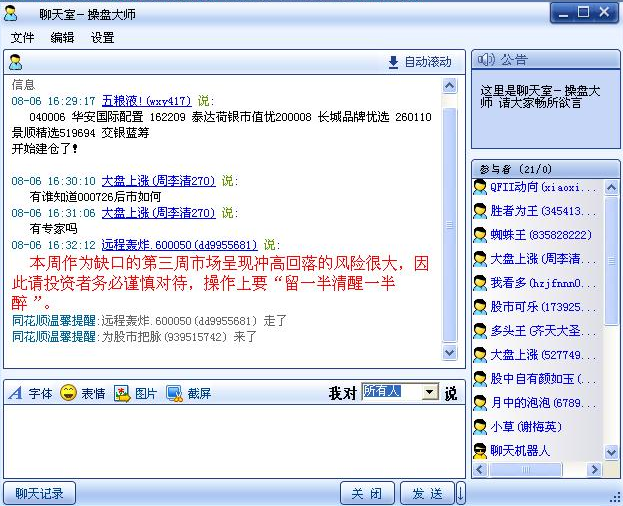 聊天室－操盘大师
文件 编辑 设置
自动滚动
信息
08-06 16:29:17 五粮液!(wxy417) 说:
040006 华安国际配置 162209 泰达荷银市值优200008 长城品牌优选 260110
景顺精选519694 交银蓝筹
开始建仓了!
08-06 16:30:10 大盘上涨(周李清270) 说:
有谁知道000726后市如何
08-06 16:31:06 大盘上涨(周李清270) 说:
有专家吗
08-06 16:32:12 远程轰炸.600050(dd9955681) 说:
本周作为缺口的第三周市场呈现冲高回落的风险很大，因
此请投资者务必谨慎对待，操作上要“留一半清醒一半
醉 ”。
同花顺温馨提醒:远程轰炸.600050(dd9955681) 走了
同花顺温馨提醒:为股市把脉(939515742) 来了
A 字体 表情 图片 截屏
我对 所有人 说
聊天记录 关 闭 发 送
公告
这里是聊天室－操盘大
师 请大家畅所欲言
参与者 (21/0)
QFII动向(xiaoxi...
胜者为王(345413...
蜘蛛王(835828222)
大盘上涨(周李清...
我看多(hzjfnnn0...
股市可乐(173925...
多头王(齐天大圣...
大盘上涨(527749...
股中自有颜如玉(...
月中的泡泡(6789...
小草(谢梅英)
聊天机器人